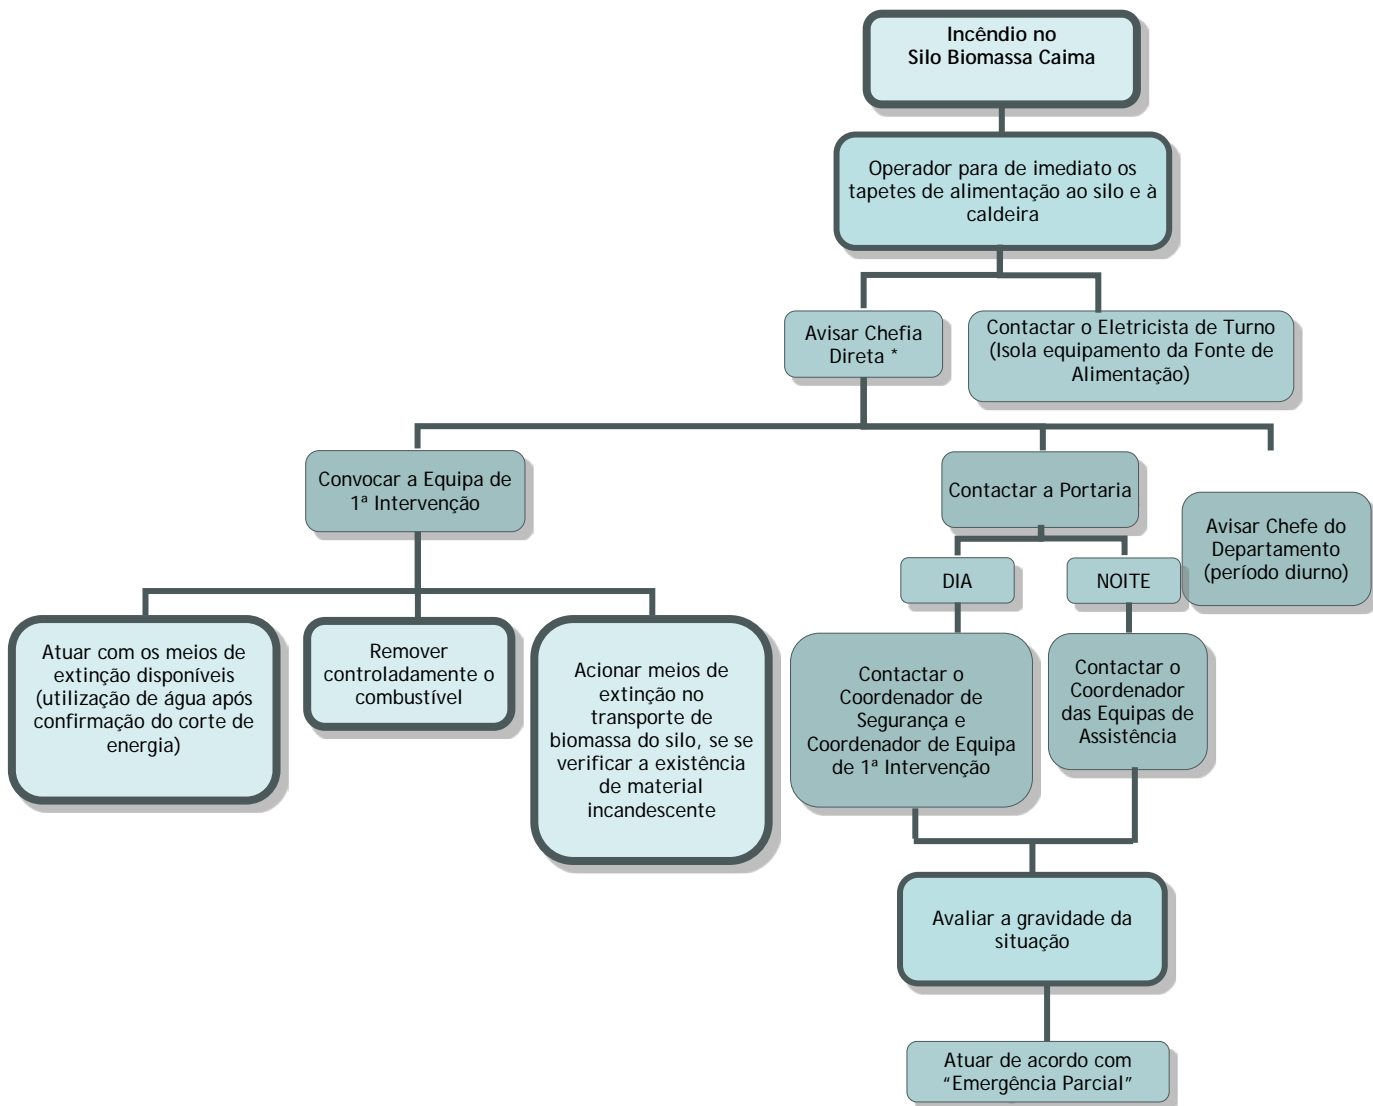 Incêndio no
Silo Biomassa Caima
Operador para de imediato os
tapetes de alimentação ao silo e à
caldeira
Avisar Chefia
Direta *
Contactar o Eletricista de Turno
(Isola equipamento da Fonte de
Alimentação)
Convocar a Equipa de
1ª Intervenção
Contactar a Portaria
Avisar Chefe do
Departamento
(período diurno)
DIA
NOITE
Atuar com os meios de
extinção disponíveis
(utilização de água após
confirmação do corte de
energia)
Remover
controladamente o
combustível
Acionar meios de
extinção no
transporte de
biomassa do silo, se se
verificar a existência
de material
incandescente
Contactar o
Coordenador de
Segurança e
Coordenador de Equipa
de 1ª Intervenção
Contactar o
Coordenador
das Equipas de
Assistência
Avaliar a gravidade da
situação
Atuar de acordo com
“Emergência Parcial”